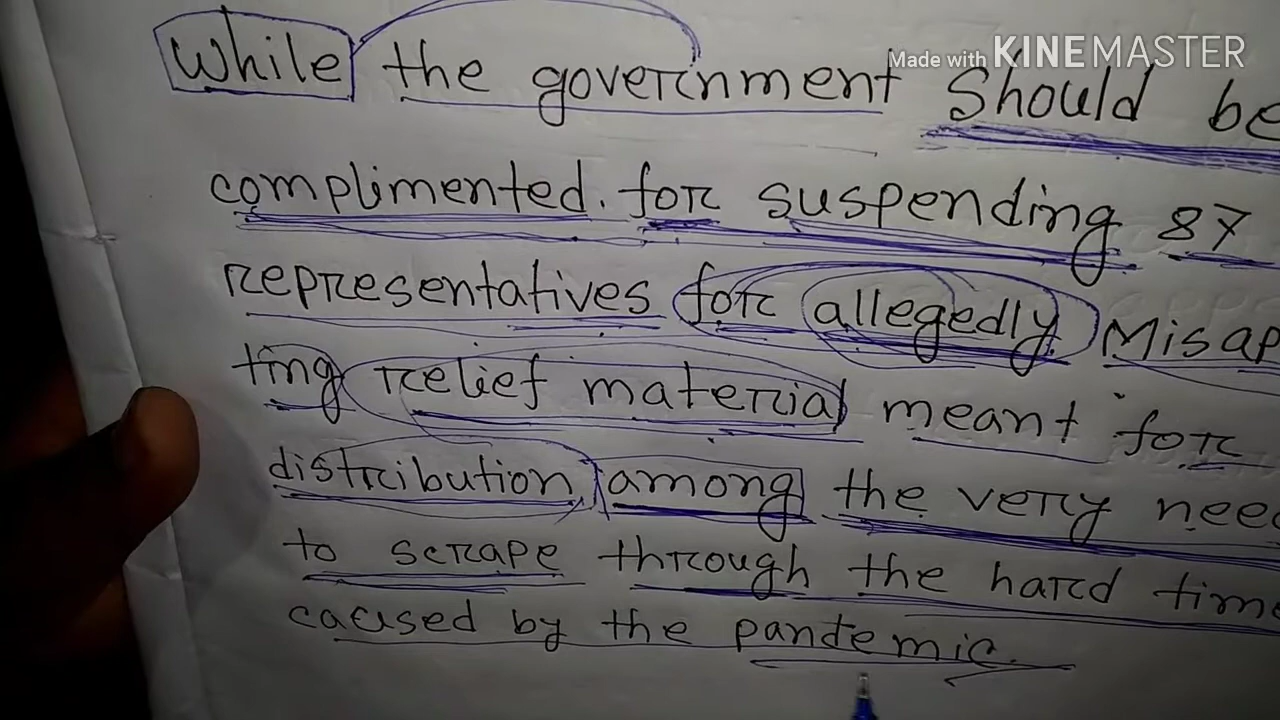 Made with KINEMASTER
While the government Should be
complimented. for suspending 87
representatives for allegedly Misap
ting relief material meant for
distribution among the very nee
to scrape through the hard tim
caused by the pandemic.